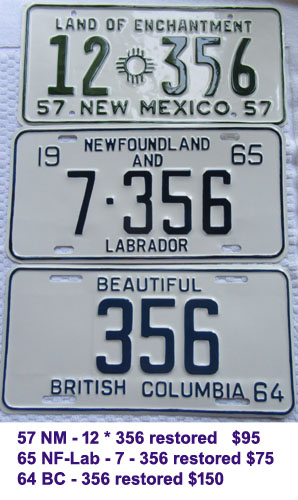 LAND OF ENCHANTMENT
12 356
57 NEW MEXICO 57
19 NEWFOUNDLAND 65
AND
7·356
LABRADOR
BEAUTIFUL
356
BRITISH COLUMBIA 64
57 NM - 12 * 356 restored $95
65 NF-Lab - 7 - 356 restored $75
64 BC - 356 restored $150